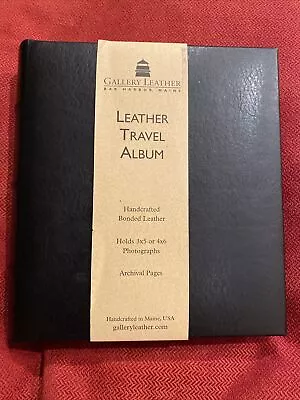 GALLERY LEATHER
BAR HARBOR, MAINE
LEATHER
TRAVEL
ALBUM
Handcrafted
Bonded Leather
Holds 3x5 or 4x6
Photographs
Archival Pages
Handcrafted in Maine, USA
galleryleather.com